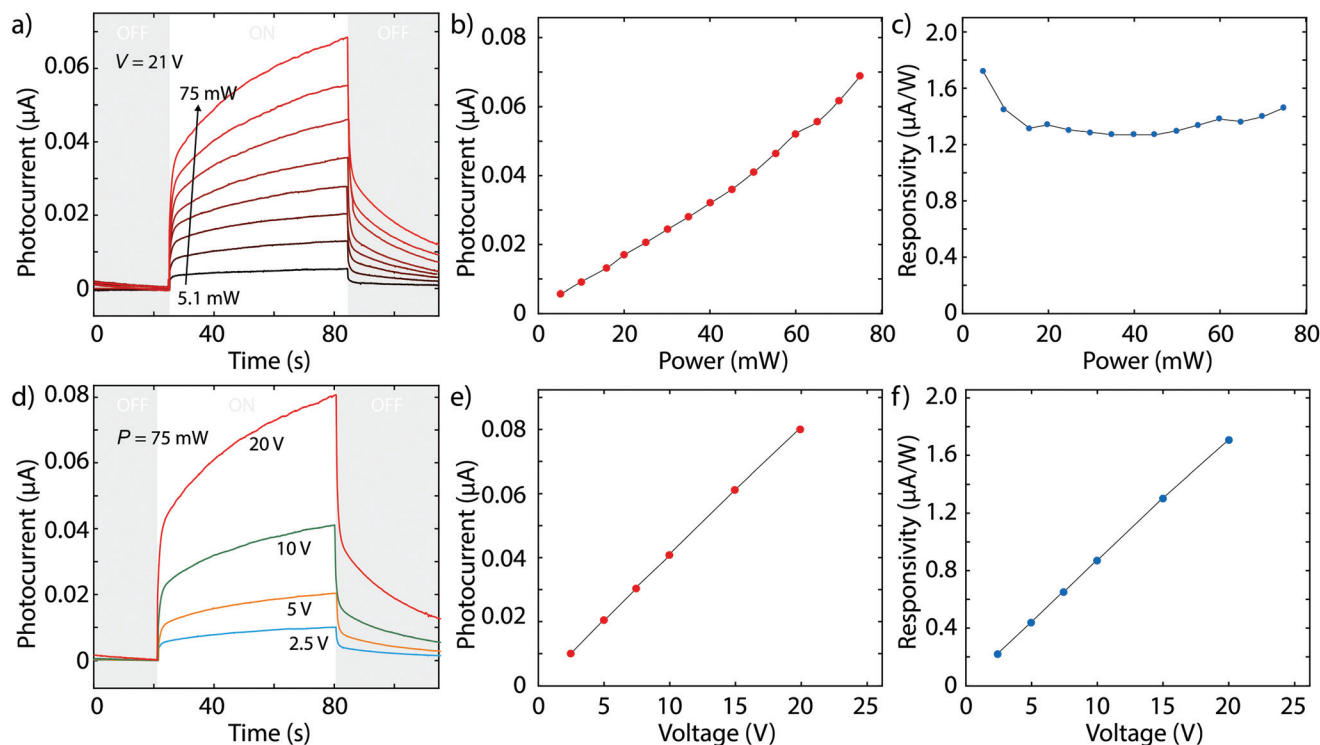 a)
OFF
ON
OFF
V = 21 V
75 mW
5.1 mW
0.06
0.04
0.02
0
Photocurrent (μA)
0
40
80
Time (s)
b)
0.08
0.06
0.04
0.02
0
Photocurrent (μA)
0
20
40
60
80
Power (mW)
c)
2.0
1.6
1.2
0.8
0.4
0
Responsivity (μA/W)
0
20
40
60
80
Power (mW)
d)
OFF
ON
OFF
P = 75 mW
20 V
10 V
5 V
2.5 V
0.08
0.06
0.04
0.02
0
Photocurrent (μA)
0
40
80
Time (s)
e)
0.08
0.06
0.04
0.02
0
Photocurrent (μA)
0
5
10
15
20
25
Voltage (V)
f)
2.0
1.6
1.2
0.8
0.4
0
Responsivity (μA/W)
0
5
10
15
20
25
Voltage (V)